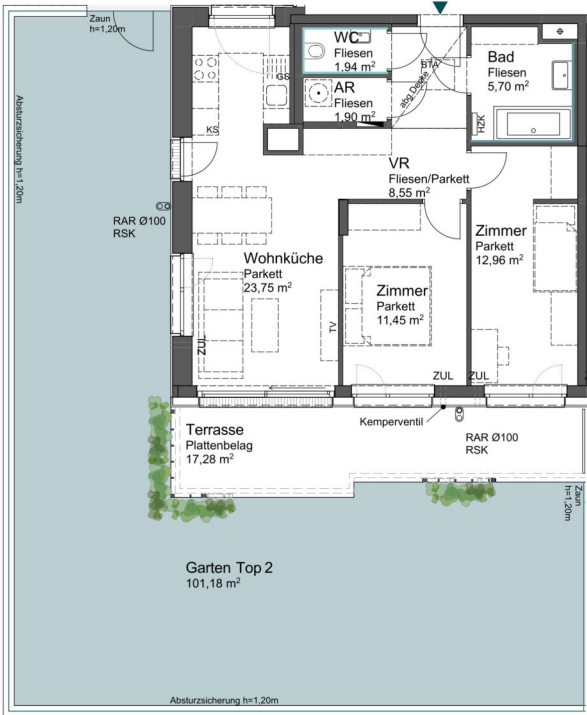 Zaun
h=1,20m
WC
Fliesen
1,94 m²
AR
Fliesen
1,90 m²
GS
KS
BTA
abg Decke
Bad
Fliesen
5,70 m²
HZK
VR
Fliesen/Parkett
8,55 m²
Absturzsicherung h=1,20m
RAR Ø100
RSK
Wohnküche
Parkett
23,75 m²
Zimmer
Parkett
11,45 m²
Zimmer
Parkett
12,96 m²
ZUL
TV
ZUL
ZUL
Kemperventil
Terrasse
Plattenbelag
17,28 m²
RAR Ø100
RSK
Zaun
h=1,20m
Garten Top 2
101,18 m²
Absturzsicherung h=1,20m